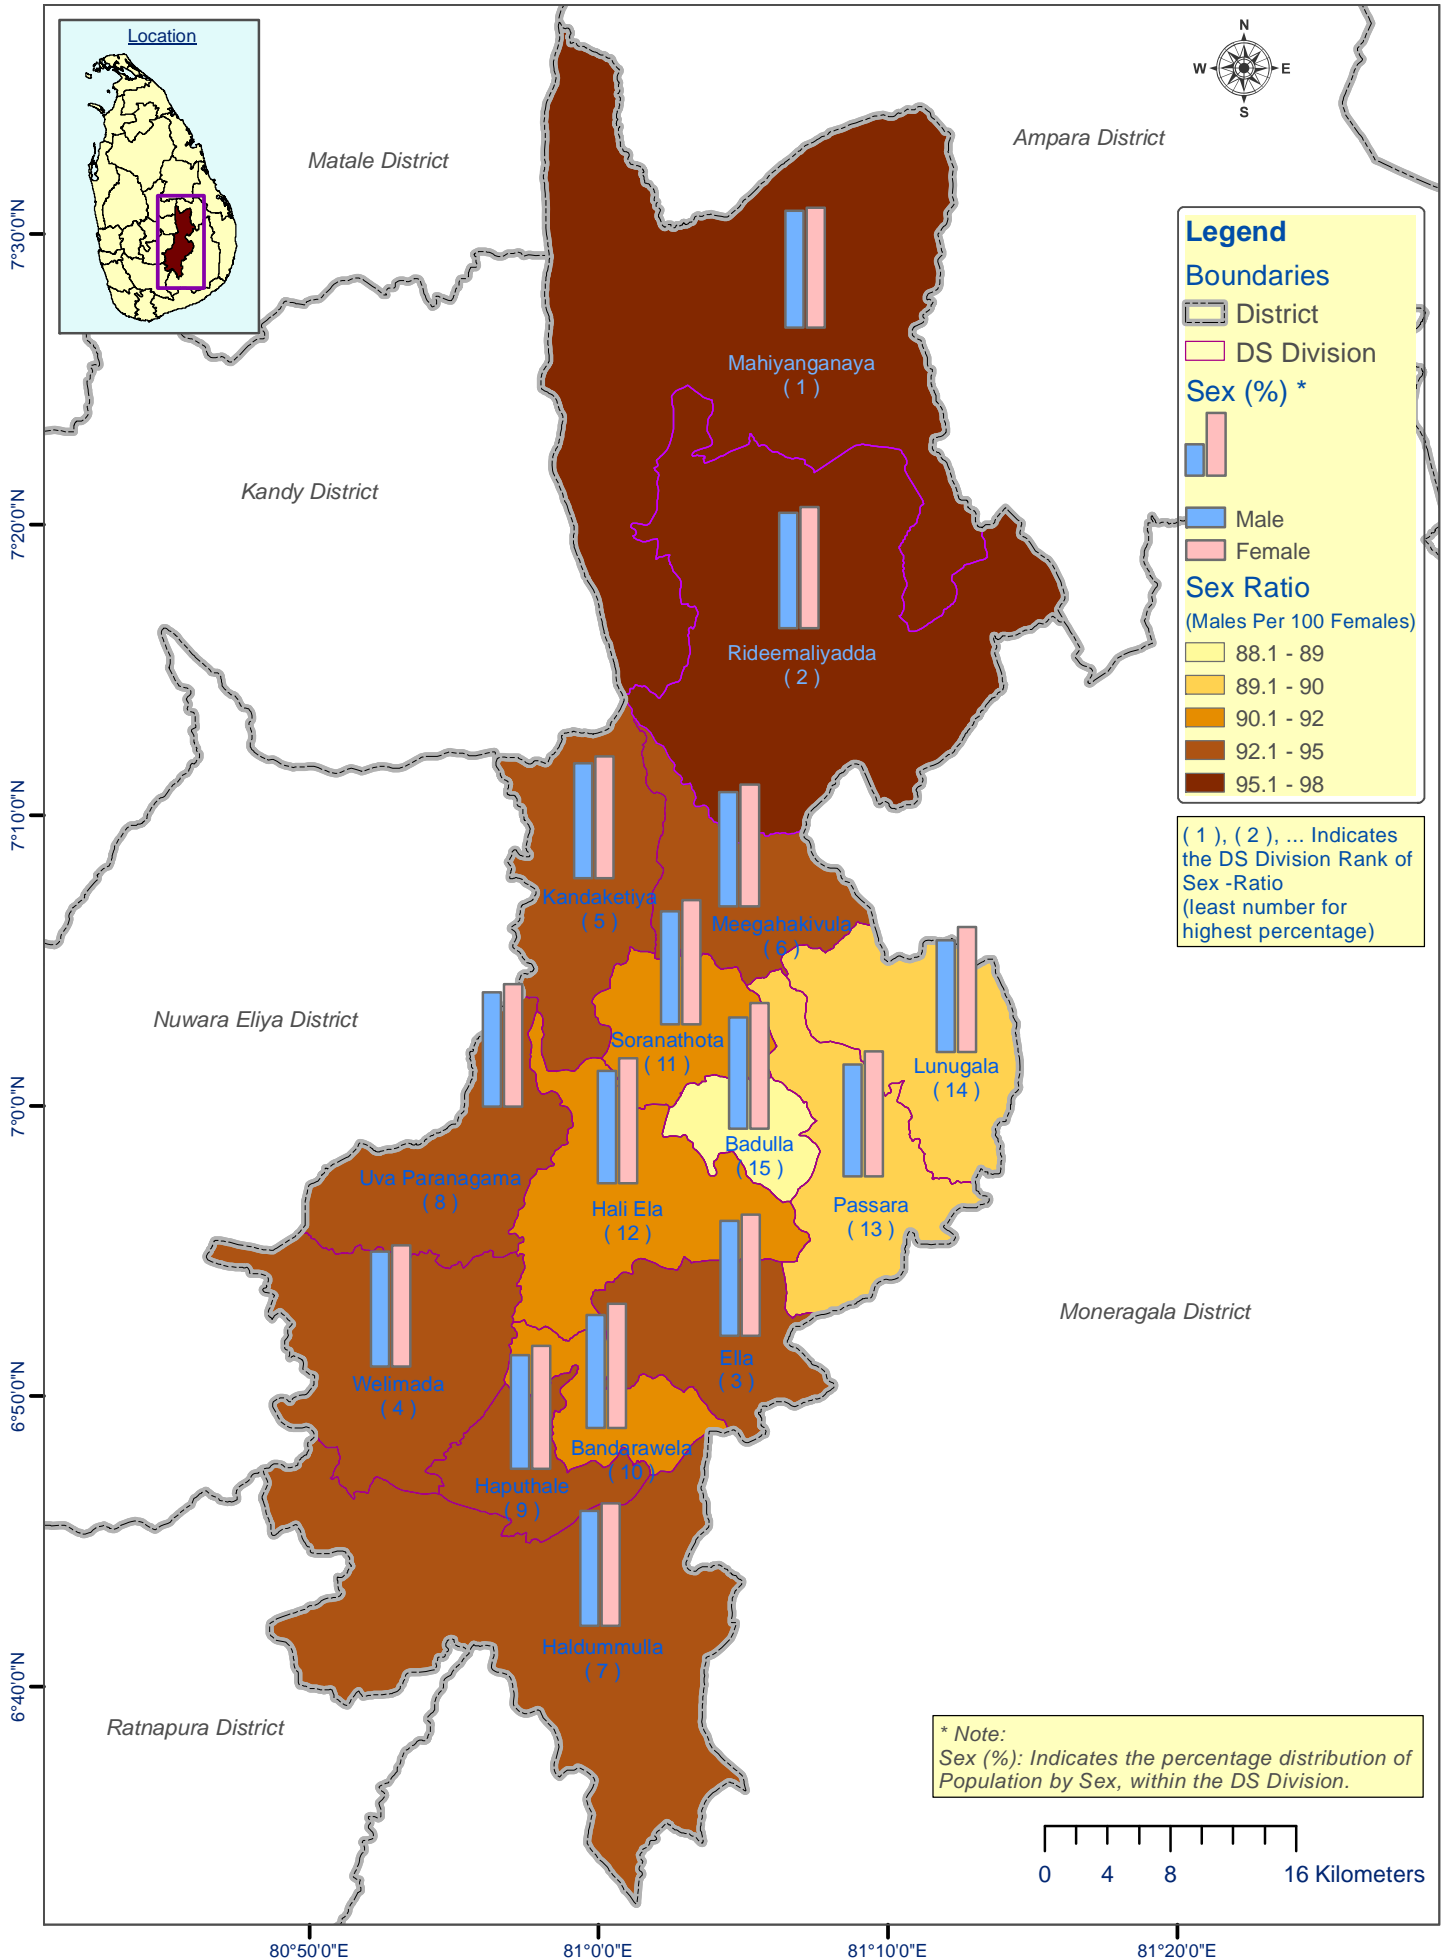 Location
N
W
E
S
Matale District
Ampara District
Kandy District
Nuwara Eliya District
Moneragala District
Ratnapura District
Mahiyanganaya
( 1 )
Rideemaliyadda
( 2 )
Kandaketiya
( 5 )
Meegahakivula
( 6 )
Soranathota
( 11 )
Lunugala
( 14 )
Badulla
( 15 )
Uva Paranagama
( 8 )
Hali Ela
( 12 )
Passara
( 13 )
Ella
( 3 )
Welimada
( 4 )
Bandarawela
( 10 )
Haputhale
( 9 )
Haldummulla
( 7 )
Legend
Boundaries
District
DS Division
Sex (%) *
Male
Female
Sex Ratio
(Males Per 100 Females)
88.1 - 89
89.1 - 90
90.1 - 92
92.1 - 95
95.1 - 98
( 1 ), ( 2 ), ... Indicates
the DS Division Rank of
Sex -Ratio
(least number for
highest percentage)
* Note:
Sex (%): Indicates the percentage distribution of
Population by Sex, within the DS Division.
0 4 8 16 Kilometers
7°30'0"N
7°20'0"N
7°10'0"N
7°0'0"N
6°50'0"N
6°40'0"N
80°50'0"E
81°0'0"E
81°10'0"E
81°20'0"E